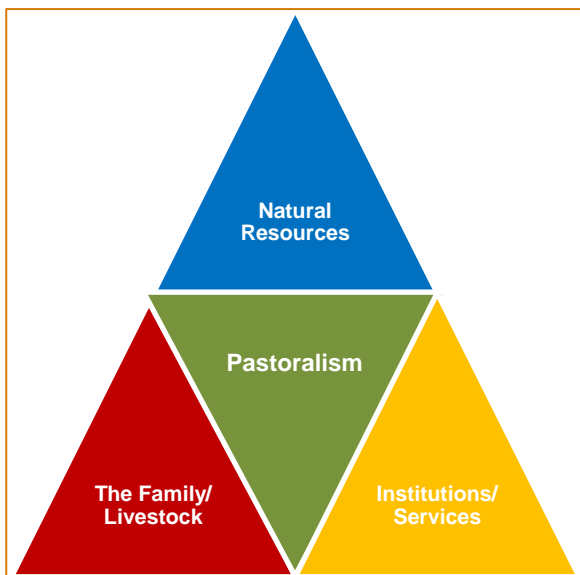 Natural
Resources
Pastoralism
The Family/
Livestock
Institutions/
Services